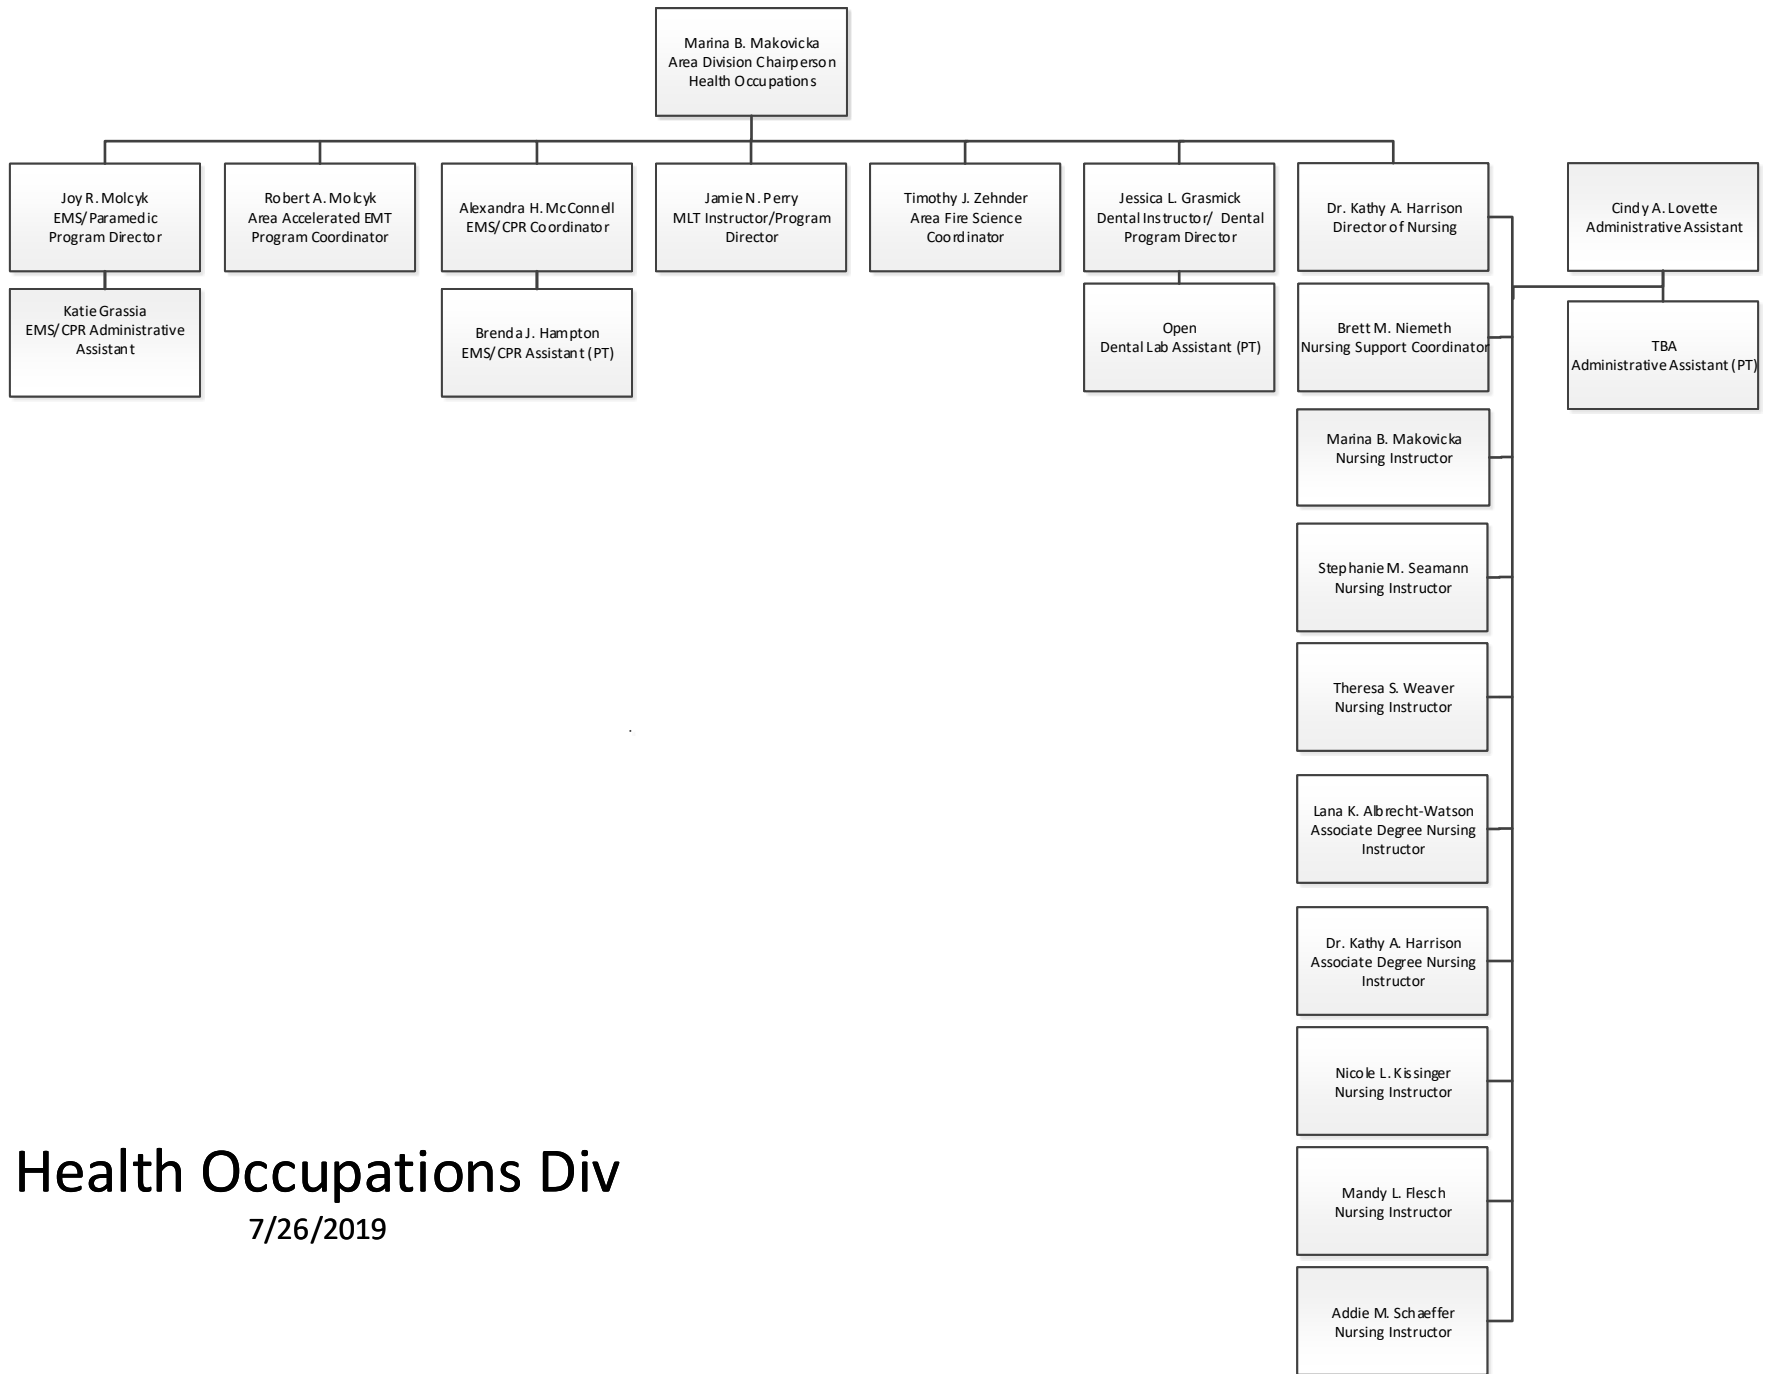 Marina B. Makovicka
Area Division Chairperson
Health Occupations
Joy R. Molcyk
EMS/Paramedic
Program Director
Robert A. Molcyk
Area Accelerated EMT
Program Coordinator
Alexandra H. McConnell
EMS/CPR Coordinator
Jamie N. Perry
MLT Instructor/Program
Director
Timothy J. Zehnder
Area Fire Science
Coordinator
Jessica L. Grasmick
Dental Instructor/ Dental
Program Director
Dr. Kathy A. Harrison
Director of Nursing
Cindy A. Lovette
Administrative Assistant
Katie Grassia
EMS/CPR Administrative
Assistant
Brenda J. Hampton
EMS/CPR Assistant (PT)
Open
Dental Lab Assistant (PT)
Brett M. Niemeth
Nursing Support Coordinator
TBA
Administrative Assistant (PT)
Marina B. Makovicka
Nursing Instructor
Stephanie M. Seamann
Nursing Instructor
Theresa S. Weaver
Nursing Instructor
Lana K. Albrecht-Watson
Associate Degree Nursing
Instructor
Dr. Kathy A. Harrison
Associate Degree Nursing
Instructor
Nicole L. Kissinger
Nursing Instructor
Mandy L. Flesch
Nursing Instructor
Addie M. Schaeffer
Nursing Instructor
Health Occupations Div
7/26/2019